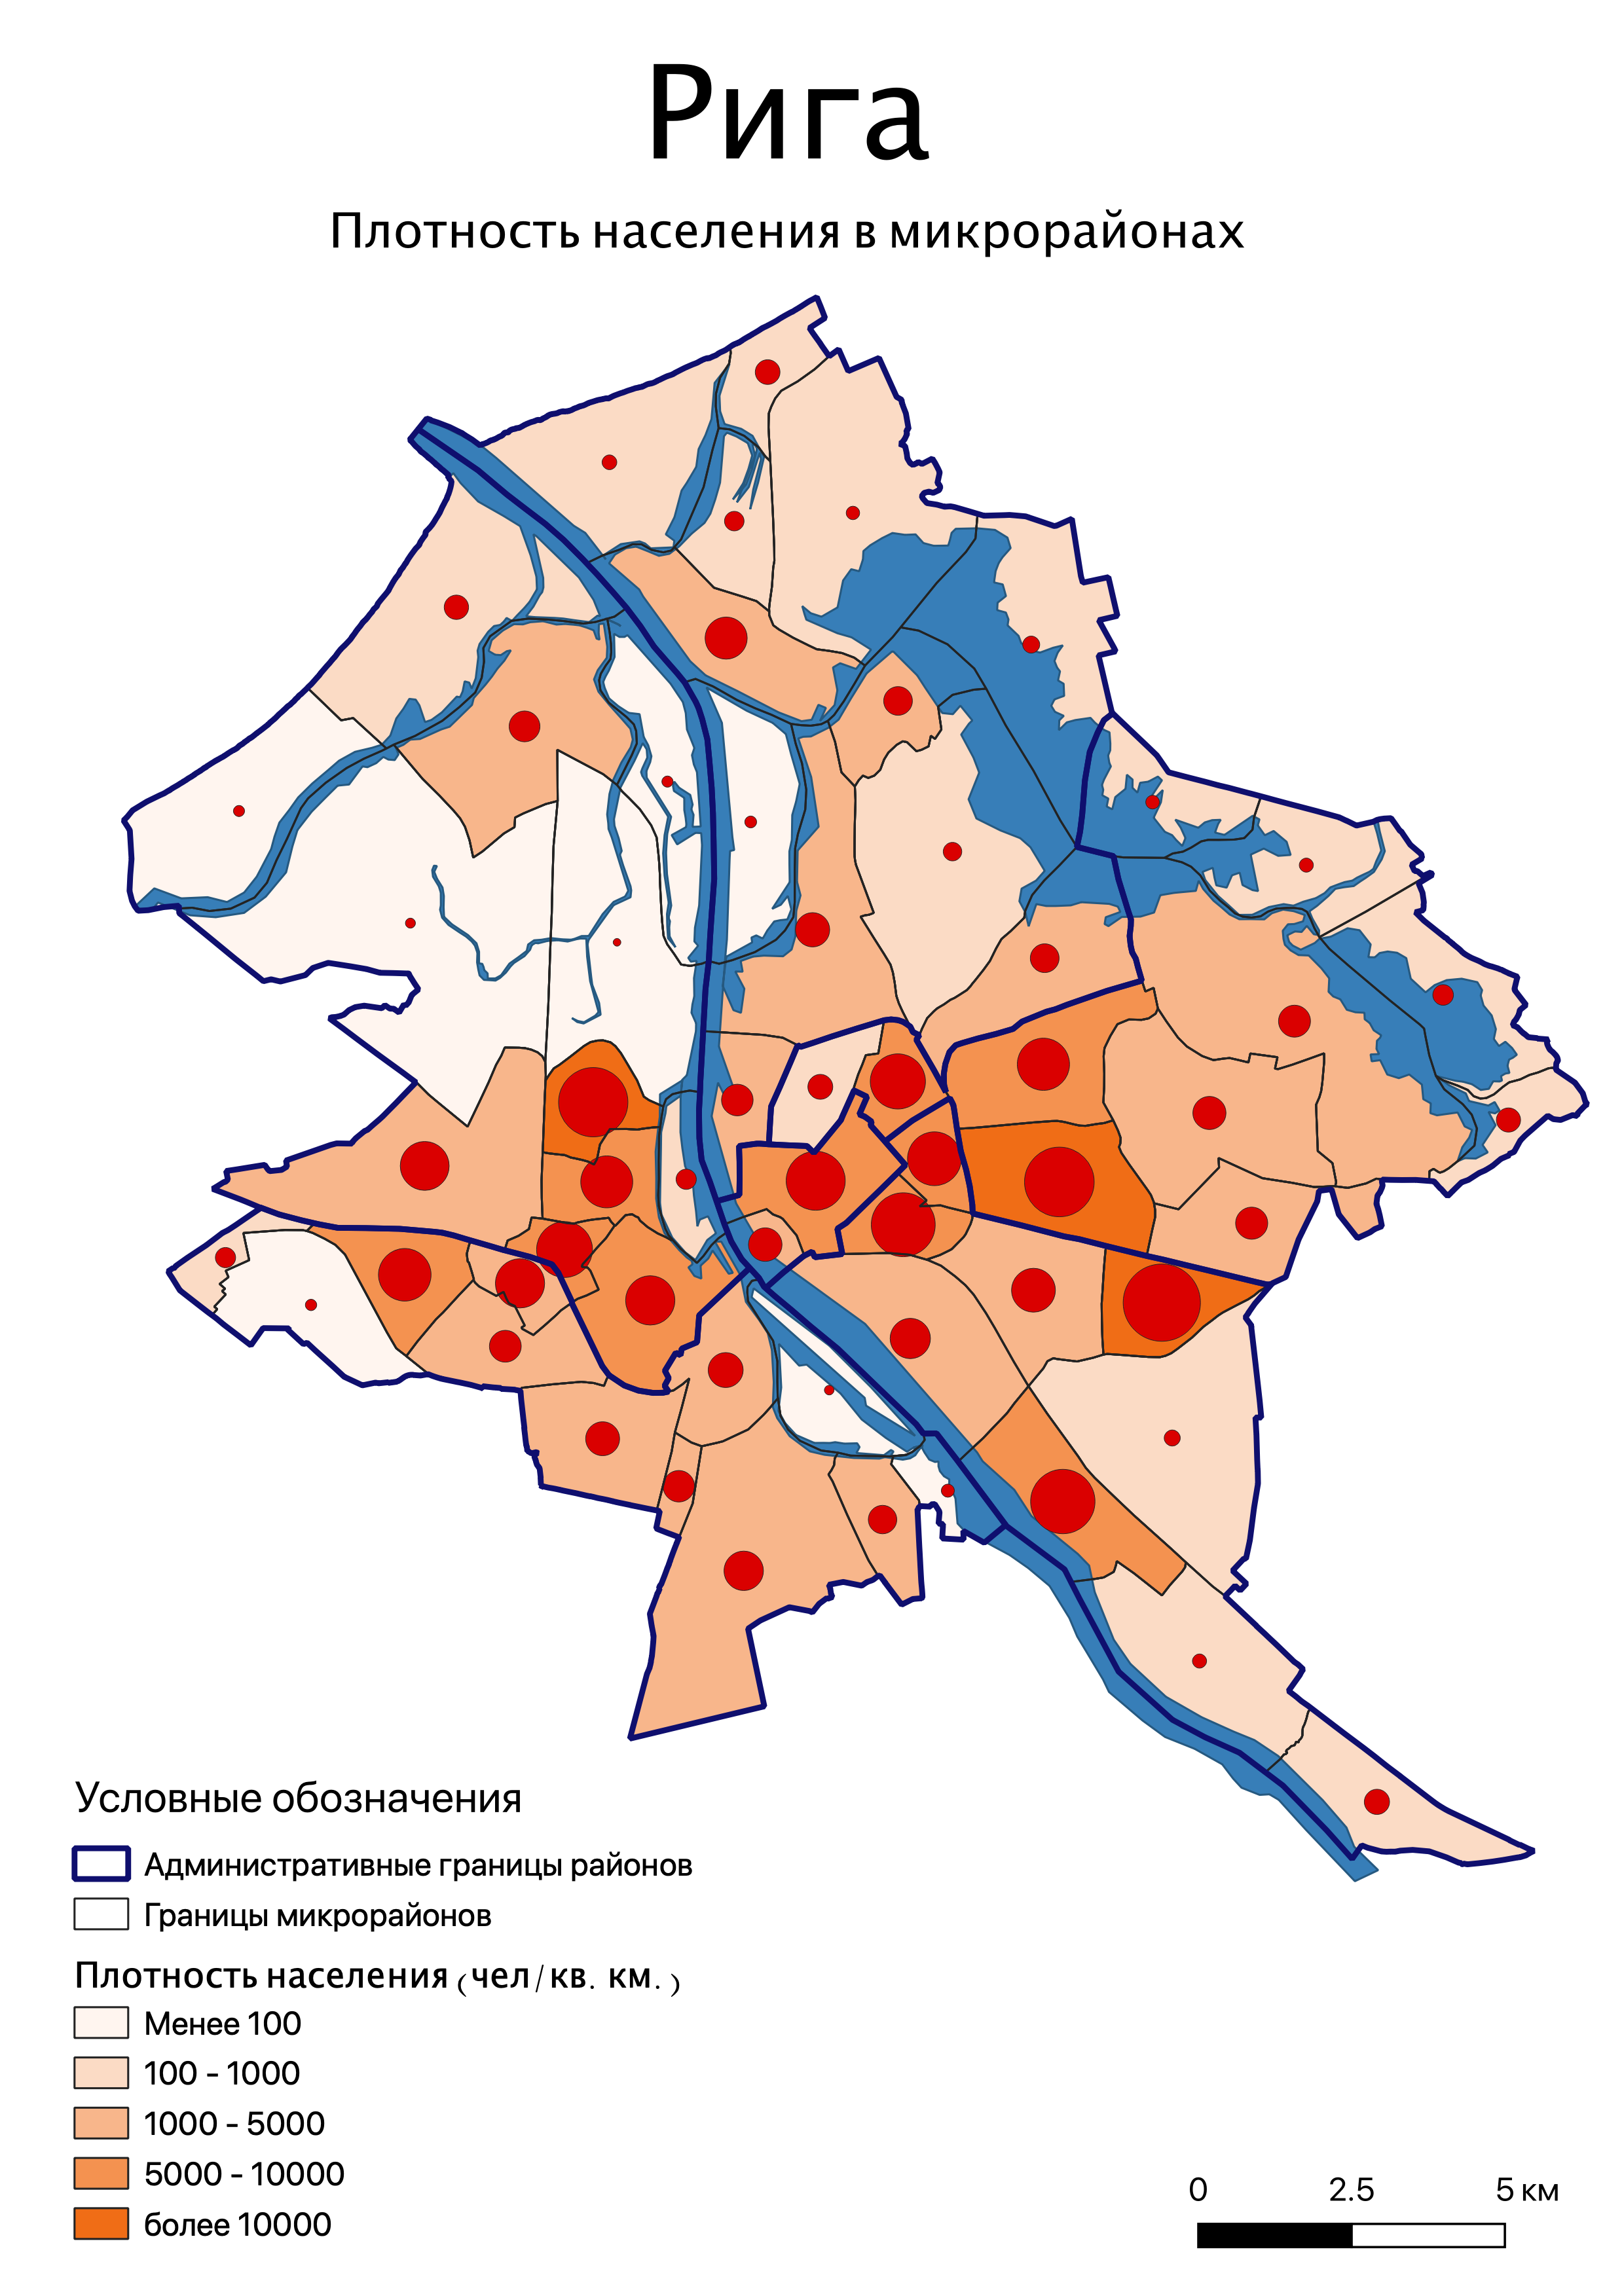 Рига
Плотность населения в микрорайонах
Условные обозначения
Административные границы районов
Границы микрорайонов
Плотность населения (чел/кв. км.)
Менее 100
100 - 1000
1000 - 5000
5000 - 10000
более 10000
0 2.5 5 км